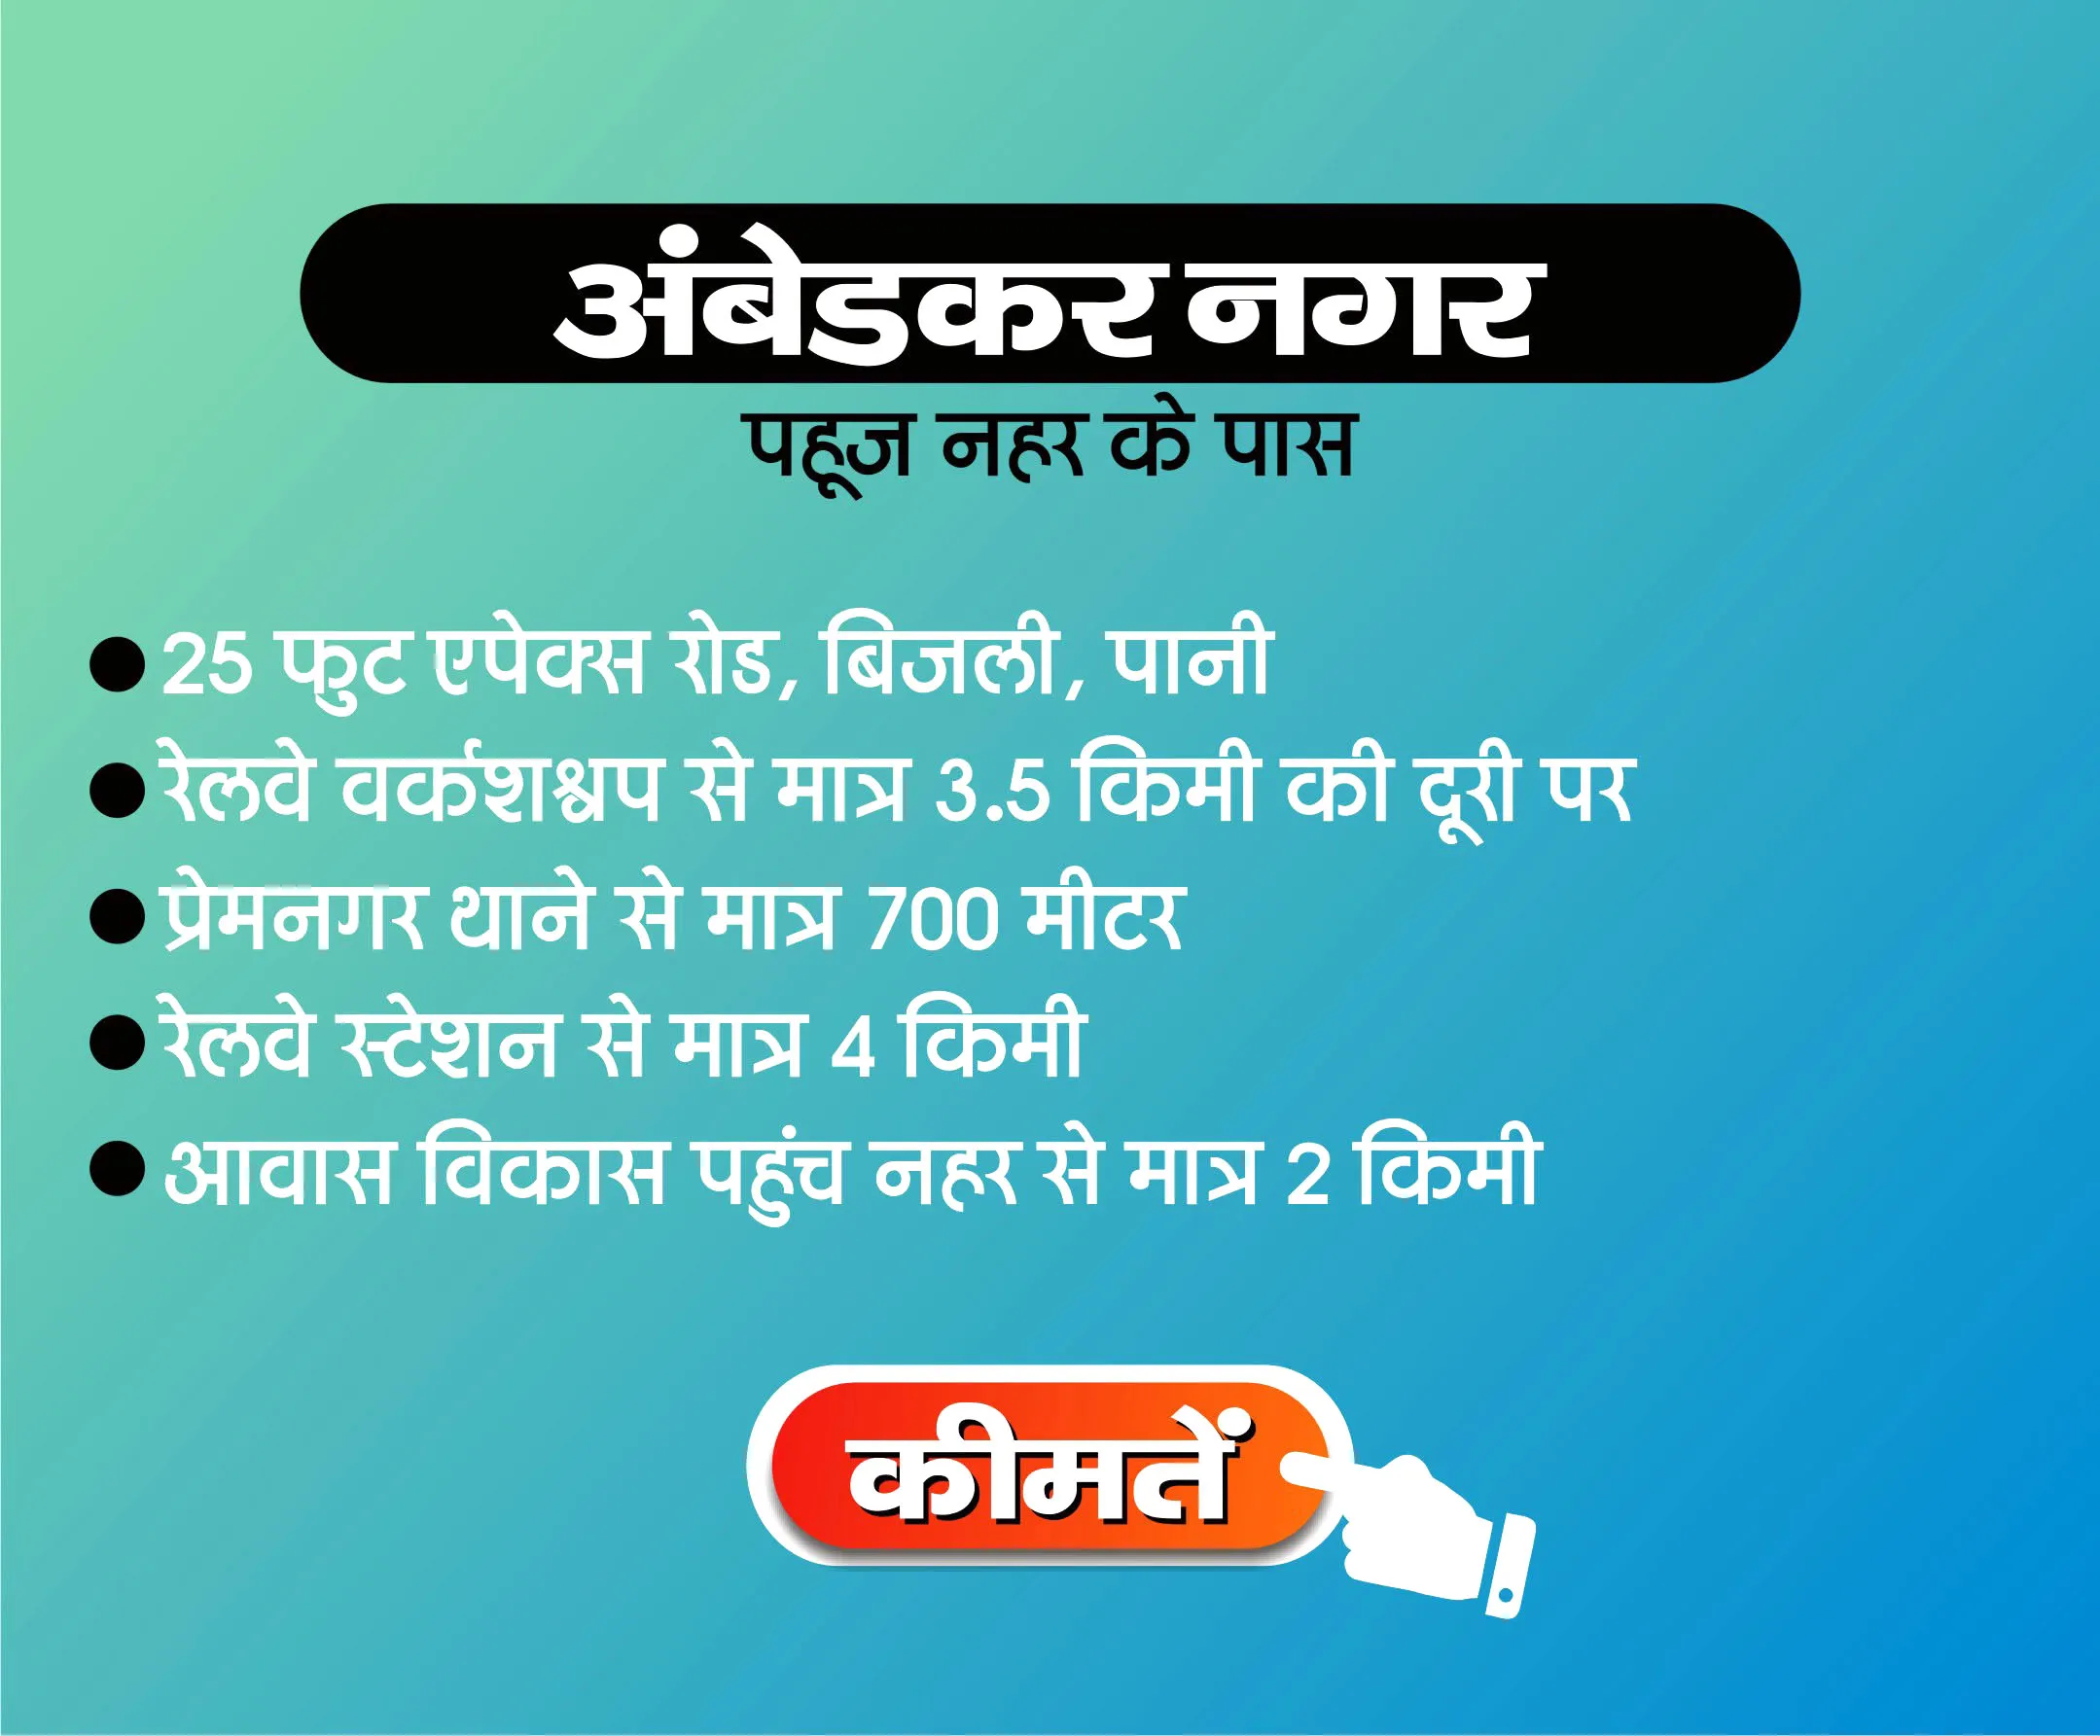 अंबेडकर नगर
पहूज नहर के पास
25 फुट एपेक्स रोड, बिजली, पानी
रेलवे वर्कशश्नप से मात्र 3.5 किमी की दूरी पर
प्रेमनगर थाने से मात्र 700 मीटर
रेलवे स्टेशन से मात्र 4 किमी
आवास विकास पहुंच नहर से मात्र 2 किमी
कीमतें